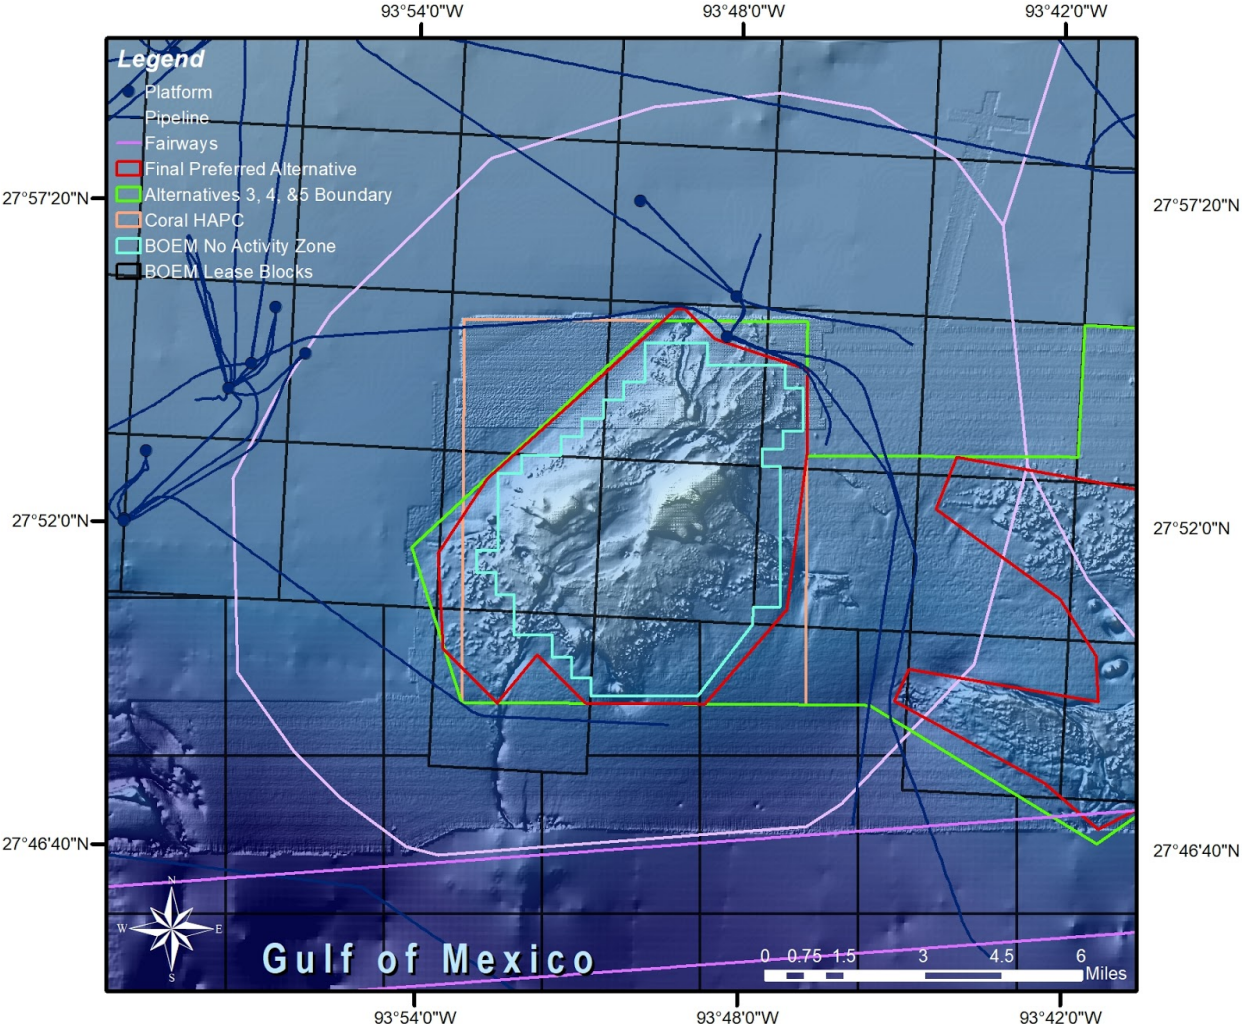 93°54'0"W 93°48'0"W 93°42'0"W
Legend
Platform
Pipeline
Fairways
Final Preferred Alternative
Alternatives 3, 4, &5 Boundary
Coral HAPC
BOEM No Activity Zone
BOEM Lease Blocks
27°57'20"N 27°57'20"N
27°52'0"N 27°52'0"N
27°46'40"N 27°46'40"N
N
W E
S
Gulf of Mexico
0 0.75 1.5 3 4.5 6
Miles
93°54'0"W 93°48'0"W 93°42'0"W